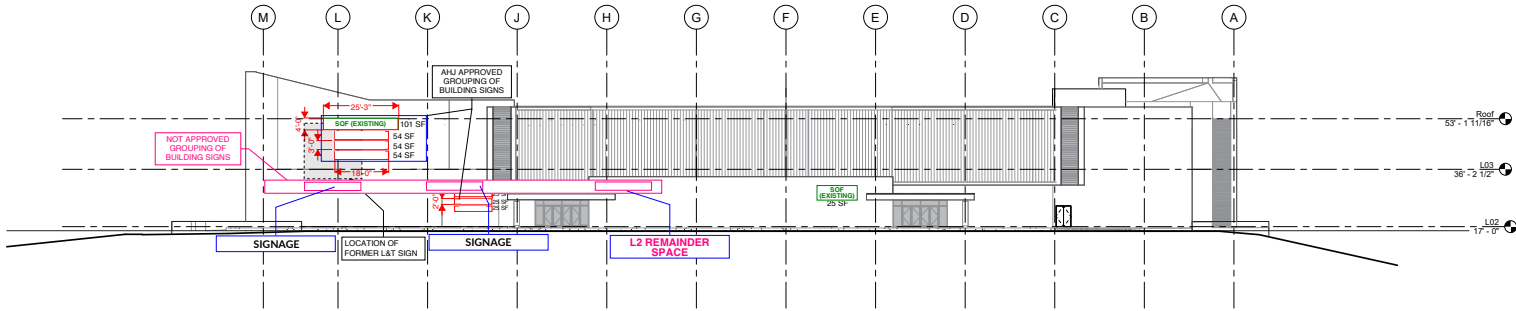 M L K J H G F E D C B A
AHJ APPROVED
GROUPING OF
BUILDING SIGNS
25'-3"
4'-0"
SOF (EXISTING)
101 SF
54 SF
54 SF
54 SF
3'-0"
18'-0"
NOT APPROVED
GROUPING OF
BUILDING SIGNS
Roof
53' - 1 11/16"
L03
36' - 2 1/2"
SOF
(EXISTING)
25 SF
2'-0"
25 SF
25 SF
L02
17' - 0"
SIGNAGE
LOCATION OF
FORMER L&T SIGN
SIGNAGE
L2 REMAINDER
SPACE